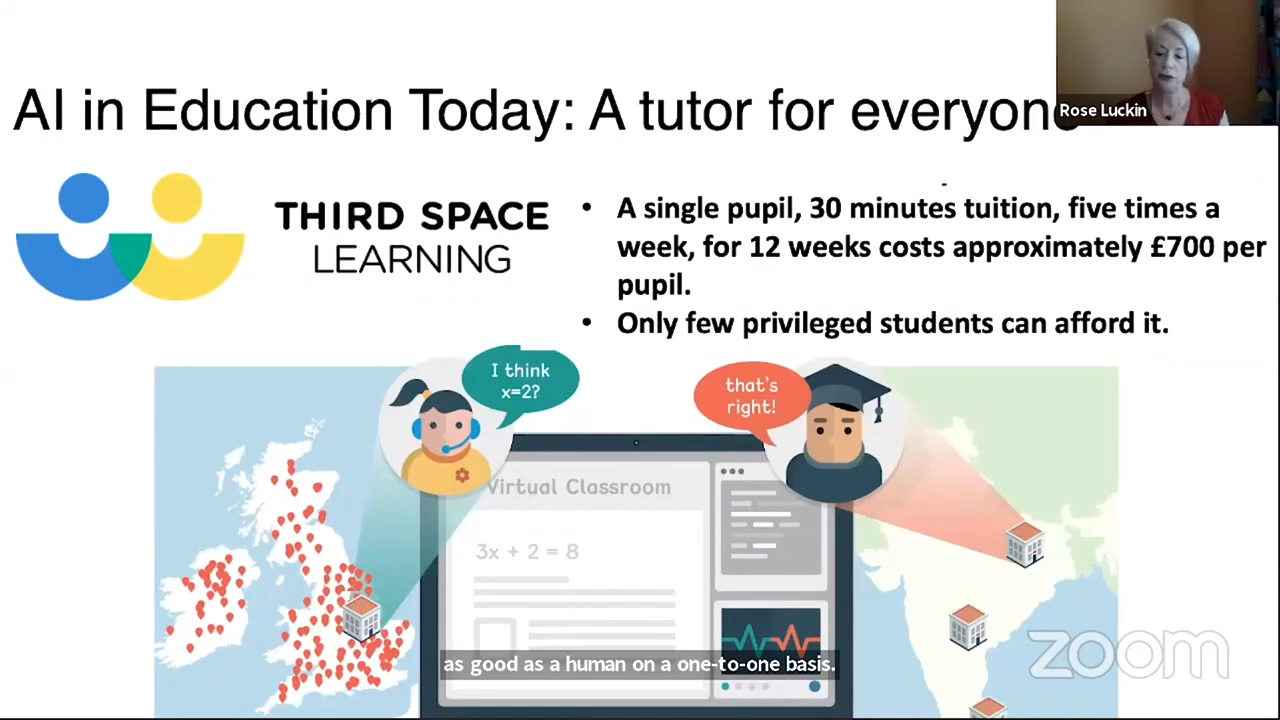 AI in Education Today: A tutor for everyone
Rose Luckin
THIRD SPACE
LEARNING
• A single pupil, 30 minutes tuition, five times a
week, for 12 weeks costs approximately £700 per
pupil.
• Only few privileged students can afford it.
I think
x=2?
that's
right!
Virtual Classroom
3x + 2 = 8
as good as a human on a one-to-one basis.
zoom